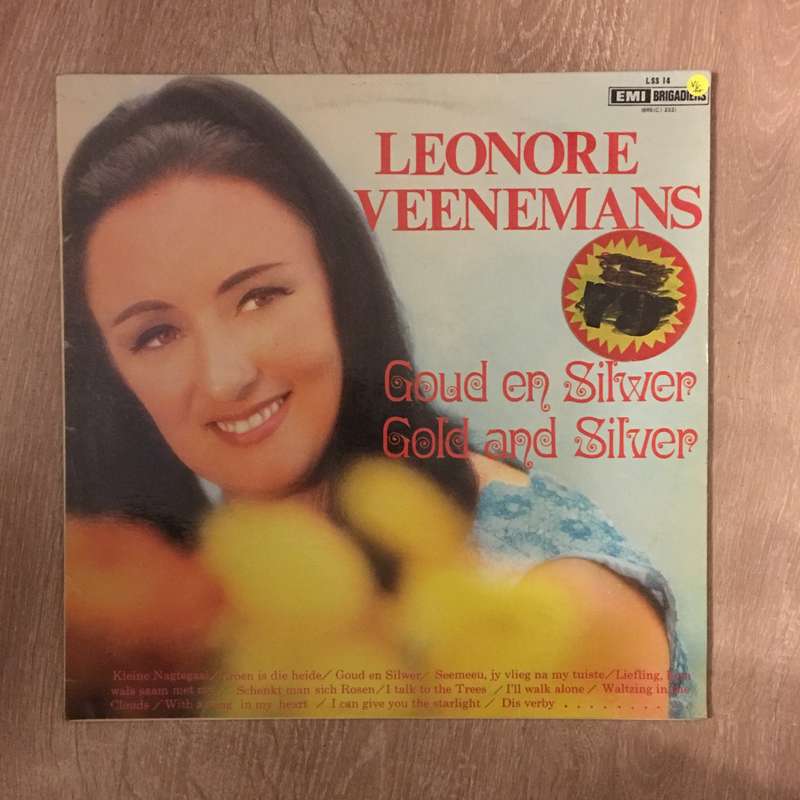 LSS 14
EMI BRIGADIERS
LEONORE
VEENEMANS
Goud en Silwer
Gold and Silver
Kleine Nagtegaal / Groen is die heide / Goud en Silwer / Seemeeu, jy vlieg na my tuiste / Liefling, kom
wals saam met my / Schenkt man sich Rosen / I talk to the Trees / I'll walk alone / Waltzing in the
Clouds / With a song in my heart / I can give you the starlight / Dis verby . . . . . . . . .